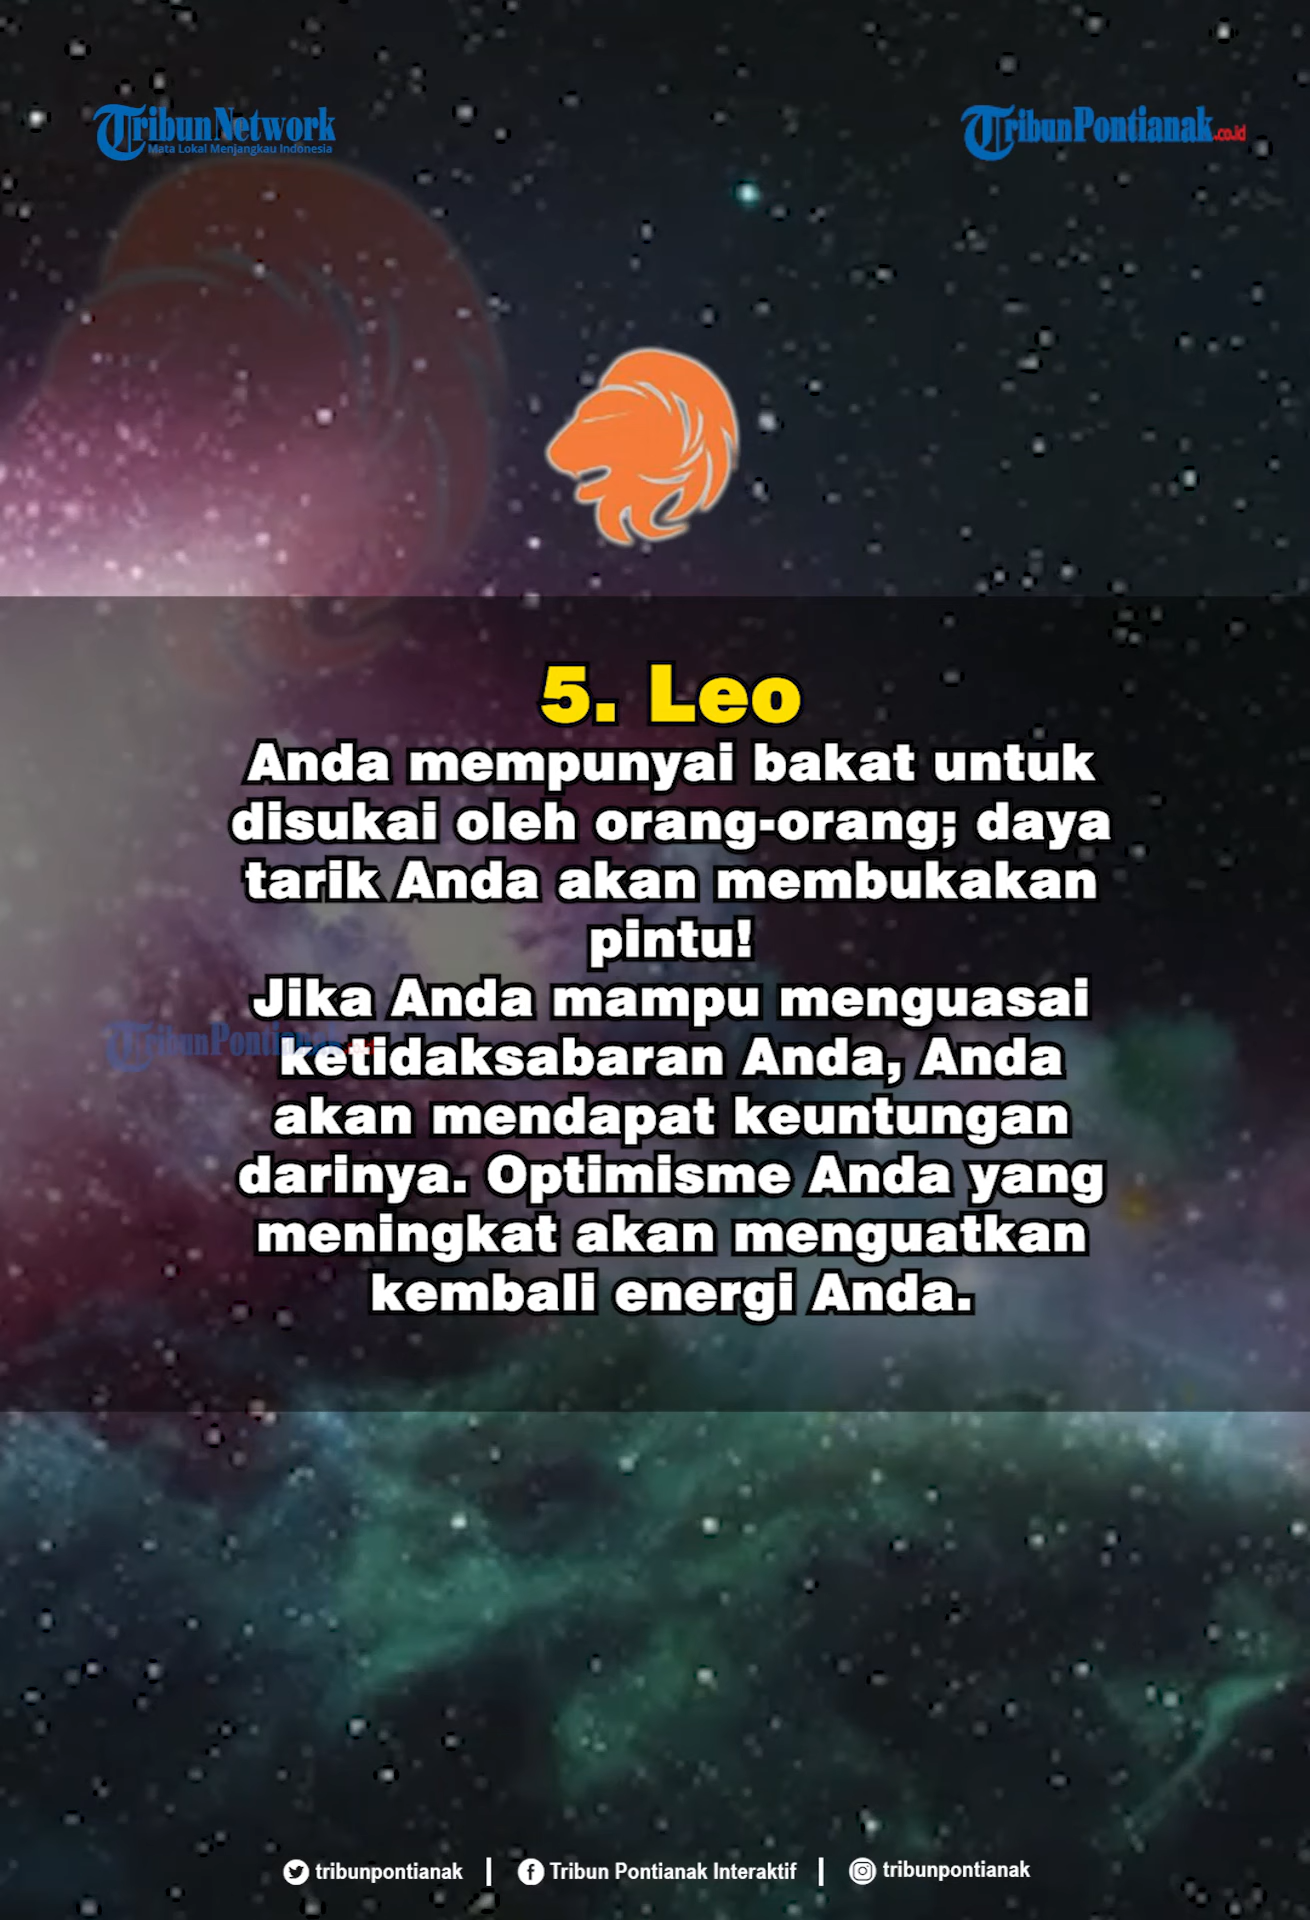 TribunNetwork
Mata Lokal Menjangkau Indonesia
TribunPontianak.co.id
5. Leo
Anda mempunyai bakat untuk
disukai oleh orang-orang; daya
tarik Anda akan membukakan
pintu!
Jika Anda mampu menguasai
TribunPontianak
ketidaksabaran Anda, Anda
akan mendapat keuntungan
darinya. Optimisme Anda yang
meningkat akan menguatkan
kembali energi Anda.
tribunpontianak | Tribun Pontianak Interaktif | tribunpontianak